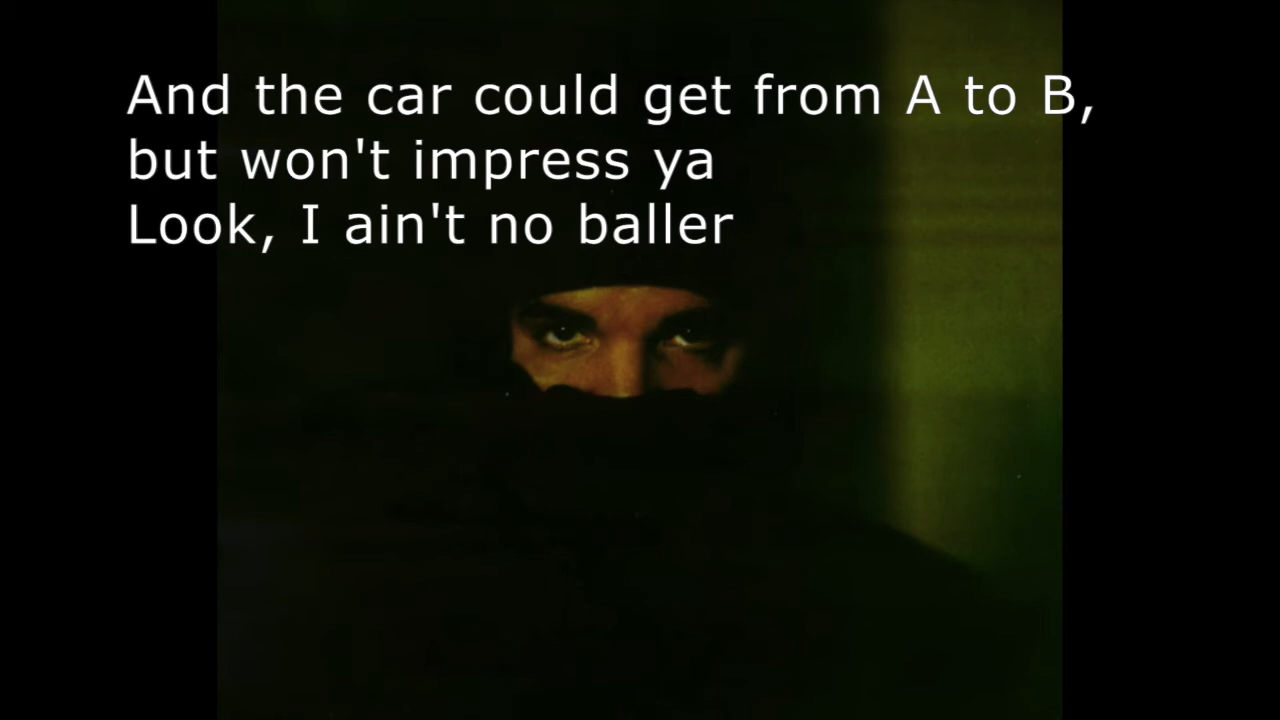 And the car could get from A to B,
but won't impress ya
Look, I ain't no baller